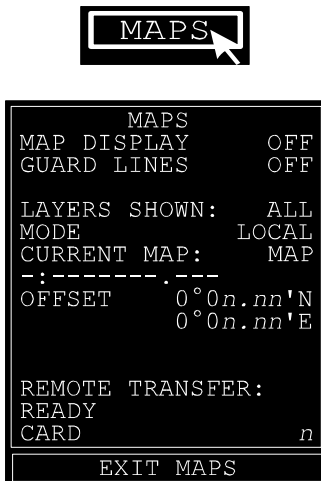 MAPS
MAPS
MAP DISPLAY OFF
GUARD LINES OFF
LAYERS SHOWN: ALL
MODE LOCAL
CURRENT MAP: MAP
-:-------.---
OFFSET 0°0n.nn'N
0°0n.nn'E
REMOTE TRANSFER:
READY
CARD n
EXIT MAPS